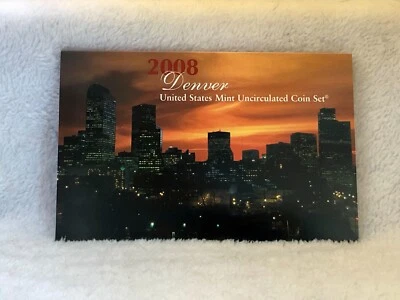 2008
Denver
United States Mint Uncirculated Coin Set®